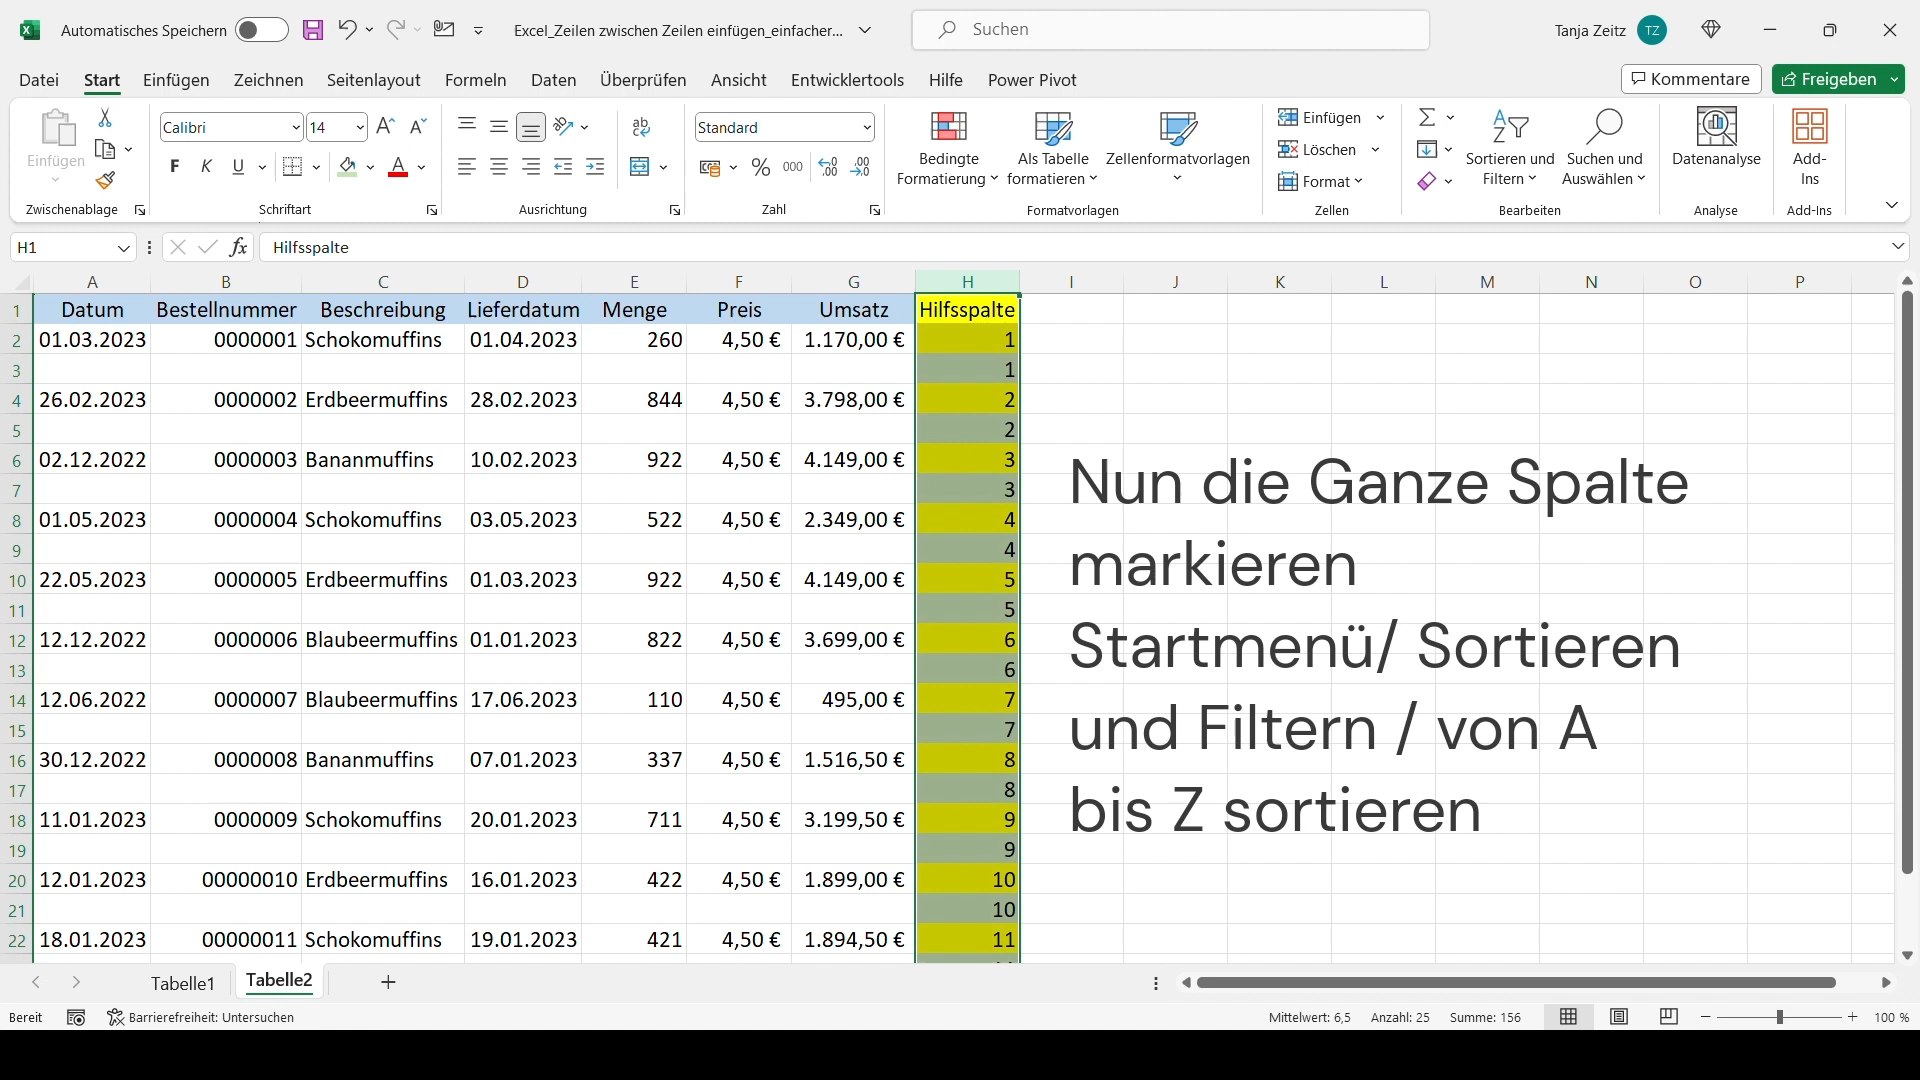 Automatisches Speichern
Excel_Zeilen zwischen Zeilen einfügen_einfacher...
Suchen
Tanja Zeitz
TZ
Datei Start Einfügen Zeichnen Seitenlayout Formeln Daten Überprüfen Ansicht Entwicklertools Hilfe Power Pivot
Kommentare
Freigeben
Einfügen
Zwischenablage
Calibri 14
F K U
Schriftart
Ausrichtung
Standard
% 000
Zahl
Bedingte Formatierung
Als Tabelle formatieren
Zellenformatvorlagen
Formatvorlagen
Einfügen
Löschen
Format
Zellen
Sortieren und Filtern
Suchen und Auswählen
Bearbeiten
Datenanalyse
Analyse
Add-Ins
Add-Ins
H1 fx Hilfsspalte
A B C D E F G H I J K L M N O P
1 Datum Bestellnummer Beschreibung Lieferdatum Menge Preis Umsatz Hilfsspalte
2 01.03.2023 0000001 Schokomuffins 01.04.2023 260 4,50 € 1.170,00 € 1
3 1
4 26.02.2023 0000002 Erdbeermuffins 28.02.2023 844 4,50 € 3.798,00 € 2
5 2
6 02.12.2022 0000003 Bananmuffins 10.02.2023 922 4,50 € 4.149,00 € 3
7 3
8 01.05.2023 0000004 Schokomuffins 03.05.2023 522 4,50 € 2.349,00 € 4
9 4
10 22.05.2023 0000005 Erdbeermuffins 01.03.2023 922 4,50 € 4.149,00 € 5
11 5
12 12.12.2022 0000006 Blaubeermuffins 01.01.2023 822 4,50 € 3.699,00 € 6
13 6
14 12.06.2022 0000007 Blaubeermuffins 17.06.2023 110 4,50 € 495,00 € 7
15 7
16 30.12.2022 0000008 Bananmuffins 07.01.2023 337 4,50 € 1.516,50 € 8
17 8
18 11.01.2023 0000009 Schokomuffins 20.01.2023 711 4,50 € 3.199,50 € 9
19 9
20 12.01.2023 00000010 Erdbeermuffins 16.01.2023 422 4,50 € 1.899,00 € 10
21 10
22 18.01.2023 00000011 Schokomuffins 19.01.2023 421 4,50 € 1.894,50 € 11
Nun die Ganze Spalte
markieren
Startmenü/ Sortieren
und Filtern / von A
bis Z sortieren
Tabelle1 Tabelle2
Bereit
Barrierefreiheit: Untersuchen
Mittelwert: 6,5 Anzahl: 25 Summe: 156
100 %